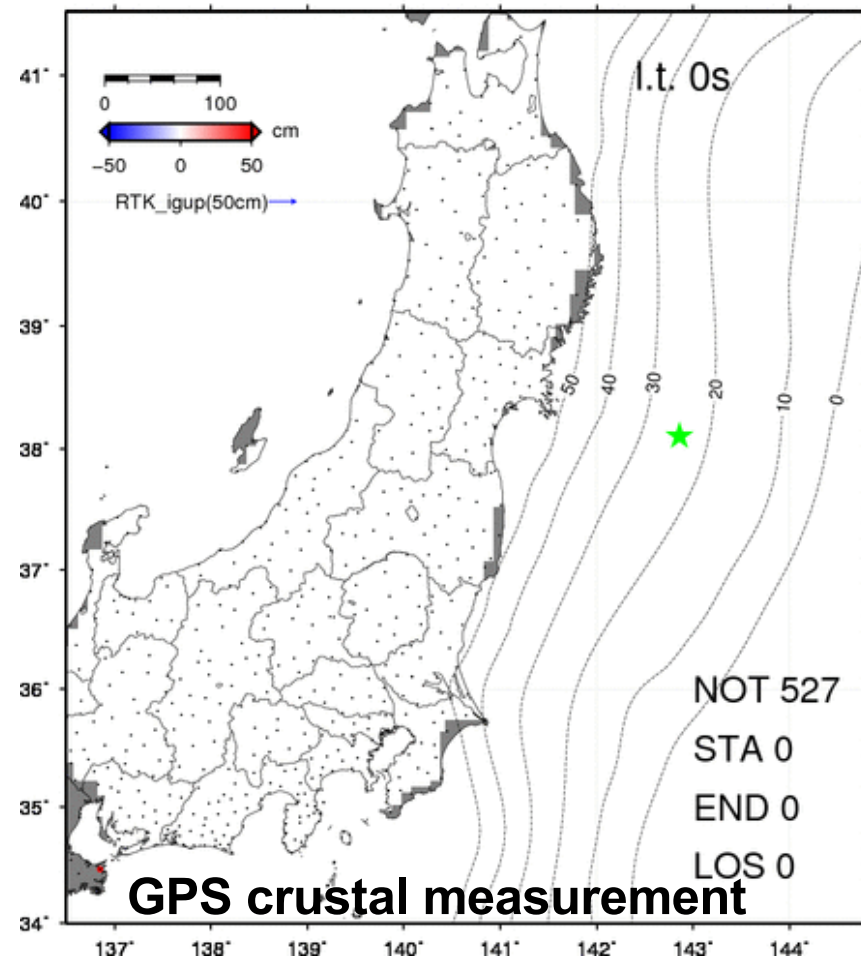 41°
l.t. 0s
0 100
cm
−50 0 50
40°
RTK_igup(50cm)
39°
50 40 30 20 10 0
38°
37°
36°
NOT 527
STA 0
35°
END 0
LOS 0
GPS crustal measurement
34°
137° 138° 139° 140° 141° 142° 143° 144°